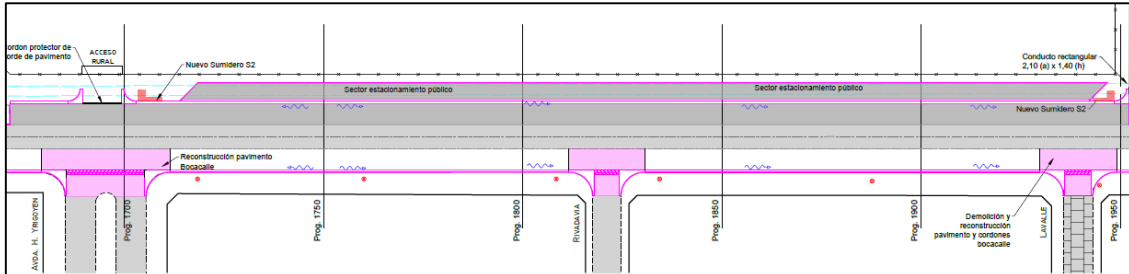 ordon protector de
orde de pavimento
ACCESO
RURAL
Nuevo Sumidero S2
Sector estacionamiento público
Sector estacionamiento público
Conducto rectangular
2,10 (a) x 1,40 (h)
Nuevo Sumidero S2
Reconstrucción pavimento
Bocacalle
AVDA. H. YRIGOYEN
Prog. 1700
Prog. 1750
Prog. 1800
RIVADAVIA
Prog. 1850
Prog. 1900
Demolición y
reconstrucción
pavimento y cordones
bocacalle
LAVALLE
Prog. 1950